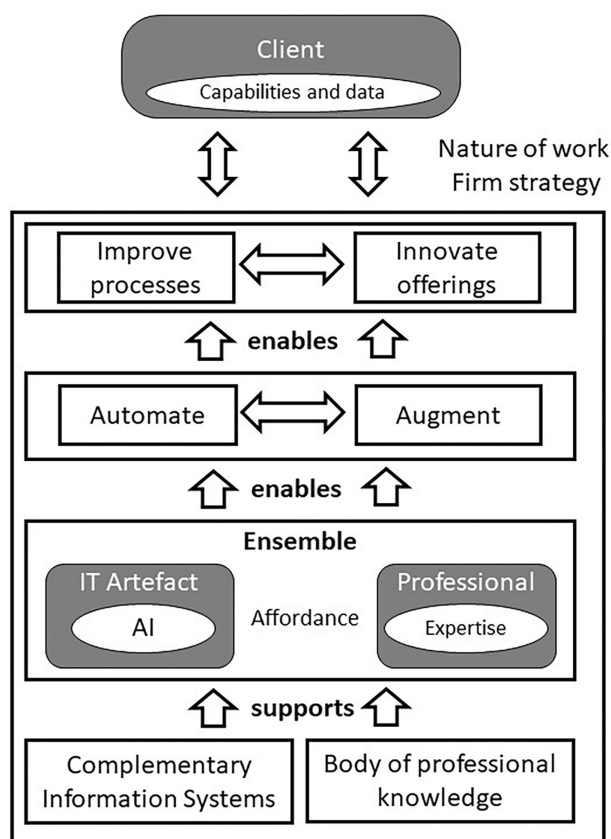 Client
Capabilities and data
Nature of work
Firm strategy
Improve
processes
Innovate
offerings
enables
Automate
Augment
enables
Ensemble
IT Artefact
AI
Affordance
Professional
Expertise
supports
Complementary
Information Systems
Body of professional
knowledge